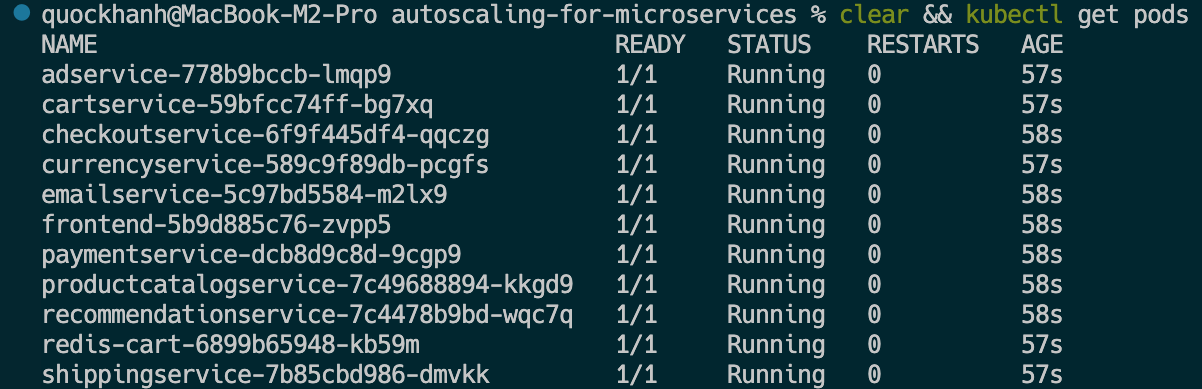 quockhanh@MacBook-M2-Pro autoscaling-for-microservices % clear && kubectl get pods
NAME READY STATUS RESTARTS AGE
adservice-778b9bccb-lmqp9 1/1 Running 0 57s
cartservice-59bfcc74ff-bg7xq 1/1 Running 0 57s
checkoutservice-6f9f445df4-qqczg 1/1 Running 0 58s
currencyservice-589c9f89db-pcgfs 1/1 Running 0 57s
emailservice-5c97bd5584-m2lx9 1/1 Running 0 58s
frontend-5b9d885c76-zvpp5 1/1 Running 0 58s
paymentservice-dcb8d9c8d-9cgp9 1/1 Running 0 58s
productcatalogservice-7c49688894-kkgd9 1/1 Running 0 58s
recommendationservice-7c4478b9bd-wqc7q 1/1 Running 0 58s
redis-cart-6899b65948-kb59m 1/1 Running 0 57s
shippingservice-7b85cbd986-dmvkk 1/1 Running 0 57s